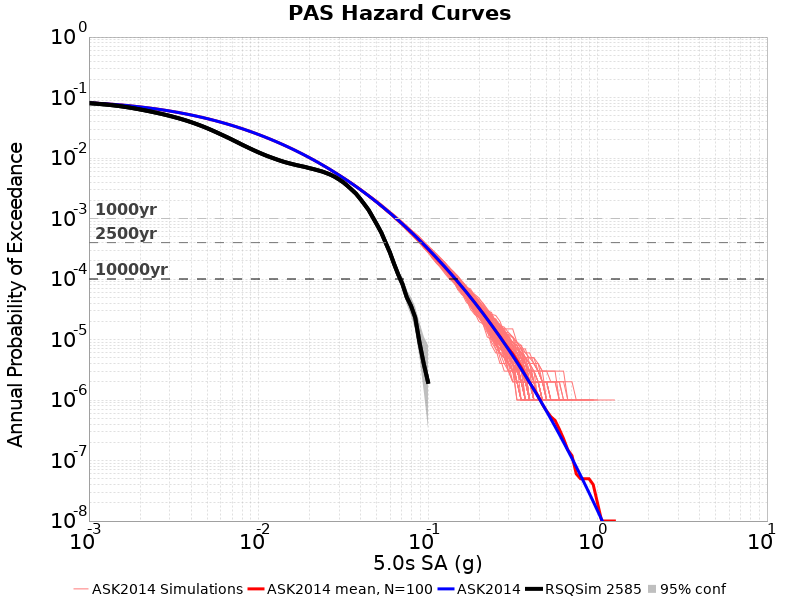 PAS Hazard Curves
Annual Probability of Exceedance
10^0
10^-1
10^-2
10^-3
10^-4
10^-5
10^-6
10^-7
10^-8
1000yr
2500yr
10000yr
10^-3 10^-2 10^-1 10^0 10^1
5.0s SA (g)
ASK2014 Simulations ASK2014 mean, N=100 ASK2014 RSQSim 2585 95% conf